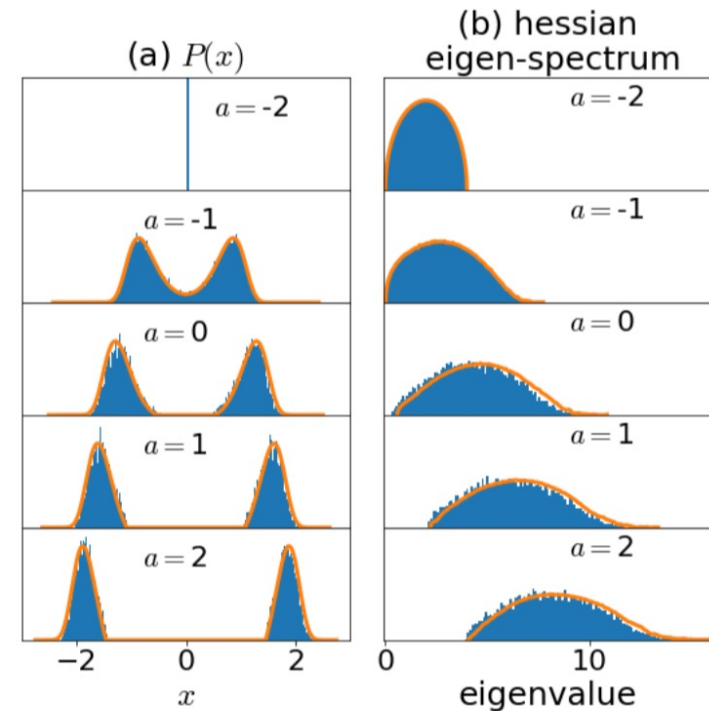 (a) P(x)
(b) hessian
eigen-spectrum
a = -2
a = -2
a = -1
a = -1
a = 0
a = 0
a = 1
a = 1
a = 2
a = 2
−2 0 2
0 10
x
eigenvalue